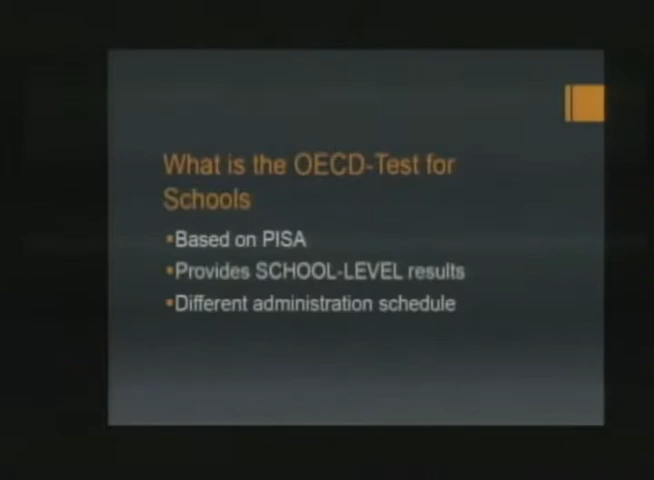 What is the OECD-Test for
Schools
▪Based on PISA
▪Provides SCHOOL-LEVEL results
▪Different administration schedule